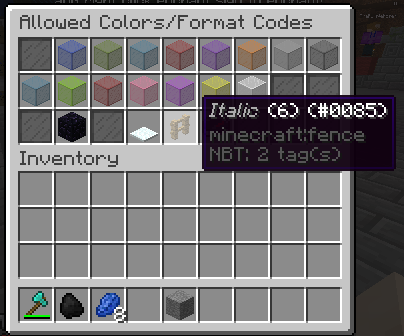 Allowed Colors/Format Codes
Italic (6) (#0085)
minecraft:fence
NBT: 2 tag(s)
Inventory
8